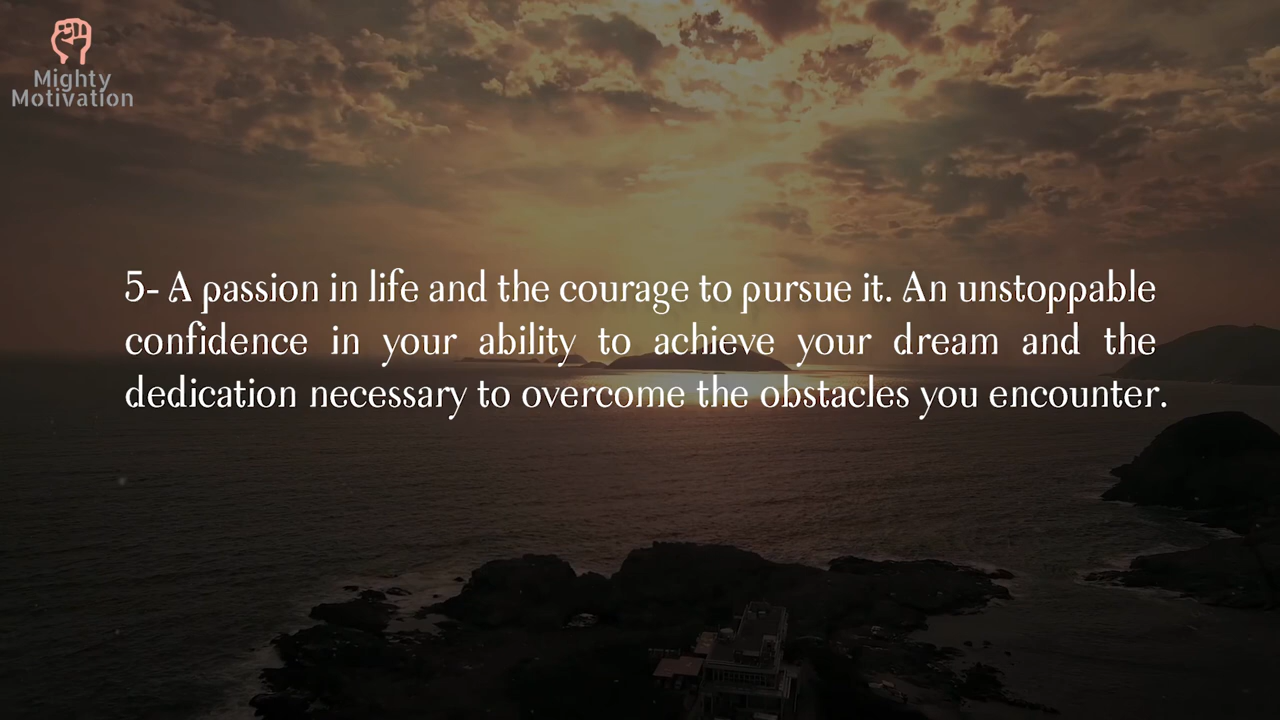 Mighty
Motivation
5- A passion in life and the courage to pursue it. An unstoppable
confidence in your ability to achieve your dream and the
dedication necessary to overcome the obstacles you encounter.